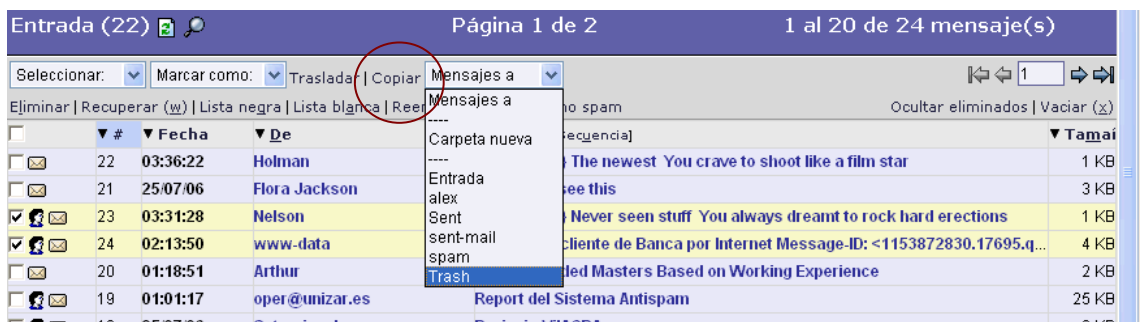 Entrada (22) Página 1 de 2 1 al 20 de 24 mensaje(s)
Seleccionar: Marcar como: Trasladar | Copiar Mensajes a 1
Eliminar | Recuperar (w) | Lista negra | Lista blanca | Reen no spam Ocultar eliminados | Vaciar (x)
Mensajes a
----
Carpeta nueva
----
Entrada
alex
Sent
sent-mail
spam
Trash
# Fecha De Secuencia] Tamañ
22 03:36:22 Holman The newest You crave to shoot like a film star 1 KB
21 25/07/06 Flora Jackson see this 3 KB
23 03:31:28 Nelson Never seen stuff You always dreamt to rock hard erections 1 KB
24 02:13:50 www-data cliente de Banca por Internet Message-ID: <1153872830.17695.q... 4 KB
20 01:18:51 Arthur ded Masters Based on Working Experience 2 KB
19 01:01:17 oper@unizar.es Report del Sistema Antispam 25 KB